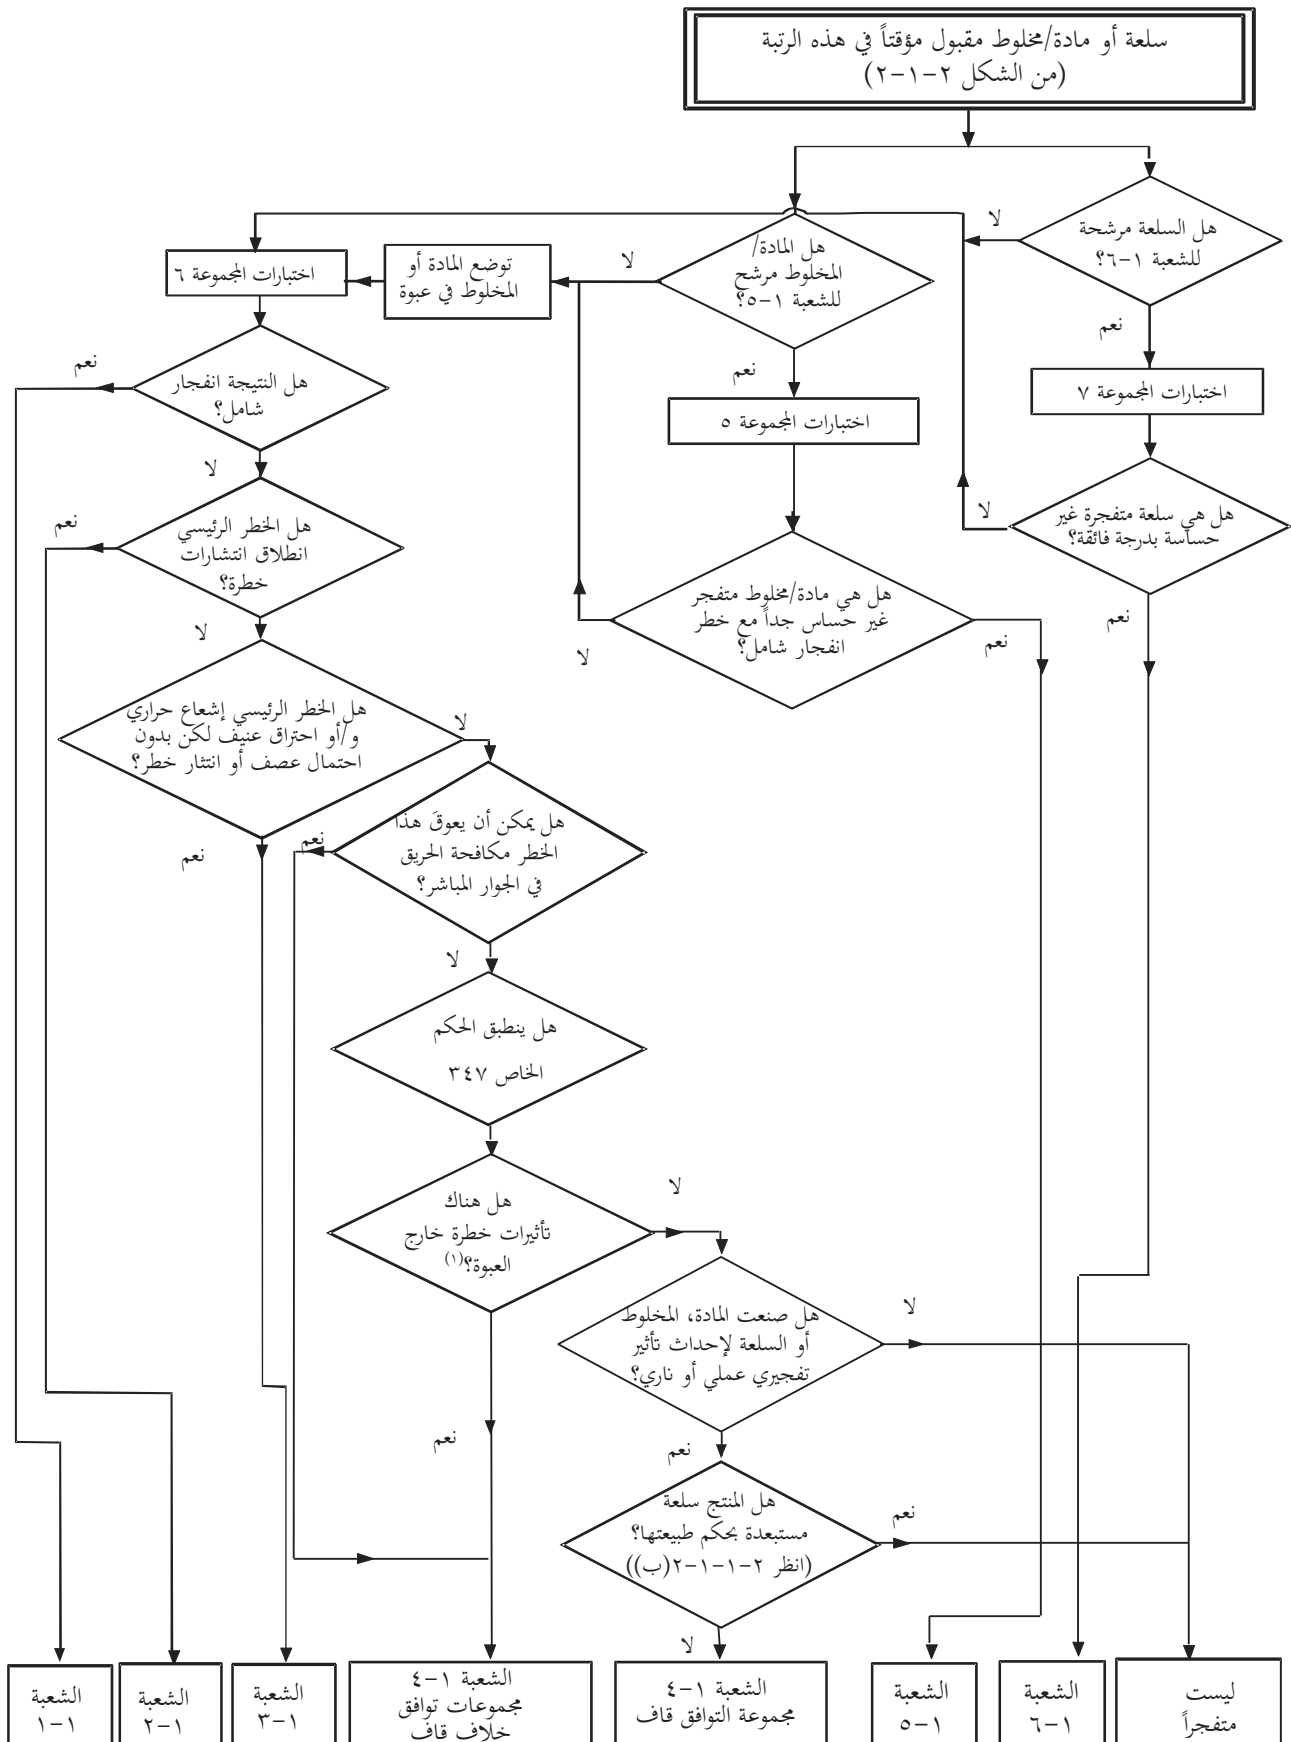 سلعة أو مادة/مخلوط مقبول مؤقتاً في هذه الرتبة
(من الشكل ٢-١-٢)
هل السلعة مرشحة
للشعبة ١-٦؟
لا
نعم
اختبارات المجموعة ٧
هل هي سلعة متفجرة غير
حساسة بدرجة فائقة؟
لا
نعم
هل المادة/
المخلوط مرشح
للشعبة ١-٥؟
لا
نعم
توضع المادة أو
المخلوط في عبوة
اختبارات المجموعة ٥
هل هي مادة/مخلوط متفجر
غير حساس جداً مع خطر
انفجار شامل؟
لا
نعم
اختبارات المجموعة ٦
هل النتيجة انفجار
شامل؟
نعم
لا
هل الخطر الرئيسي
انطلاق انتشارات
خطرة؟
نعم
لا
هل الخطر الرئيسي إشعاع حراري
و/أو احتراق عنيف لكن بدون
احتمال عصف أو انتثار خطر؟
لا
نعم
هل يمكن أن يعوقَ هذا
الخطر مكافحة الحريق
في الجوار المباشر؟
نعم
لا
هل ينطبق الحكم
الخاص ٣٤٧
هل هناك
تأثيرات خطرة خارج
العبوة؟(١)
لا
نعم
هل صنعت المادة، المخلوط
أو السلعة لإحداث تأثير
تفجيري عملي أو ناري؟
لا
نعم
هل المنتج سلعة
مستبعدة بحكم طبيعتها؟
(انظر ٢-١-١-٢(ب))
نعم
لا
ليست
متفجراً
الشعبة
١-٦
الشعبة
١-٥
الشعبة ١-٤
مجموعة التوافق قاف
الشعبة ١-٤
مجموعات توافق
خلاف قاف
الشعبة
١-٣
الشعبة
١-٢
الشعبة
١-١